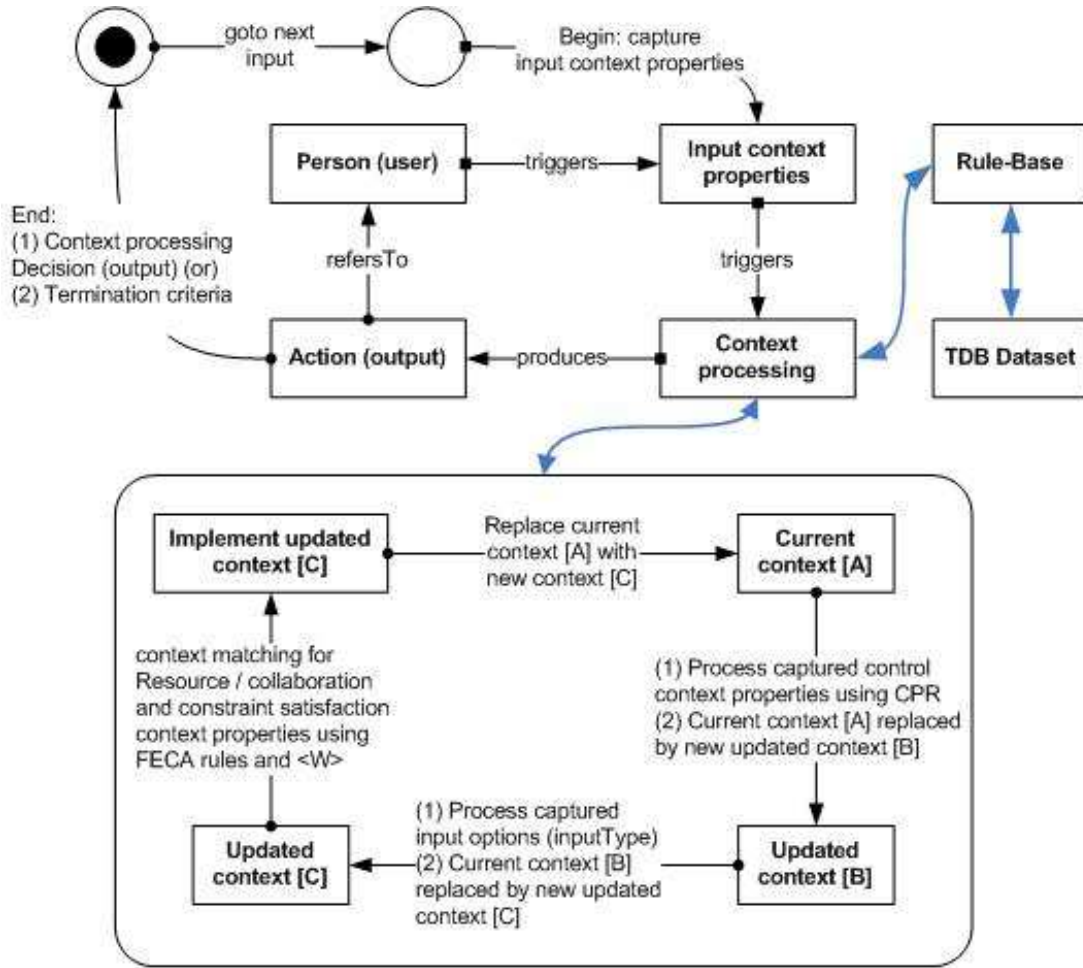 goto next
input
Begin: capture
input context properties
Person (user)
triggers
Input context
properties
Rule-Base
End:
(1) Context processing
Decision (output) (or)
(2) Termination criteria
refersTo
triggers
Action (output)
produces
Context
processing
TDB Dataset
Implement updated
context [C]
Replace current
context [A] with
new context [C]
Current
context [A]
context matching for
Resource / collaboration
and constraint satisfaction
context properties using
FECA rules and <W>
(1) Process captured control
context properties using CPR
(2) Current context [A] replaced
by new updated context [B]
Updated
context [C]
(1) Process captured
input options (inputType)
(2) Current context [B]
replaced by new updated
context [C]
Updated
context [B]